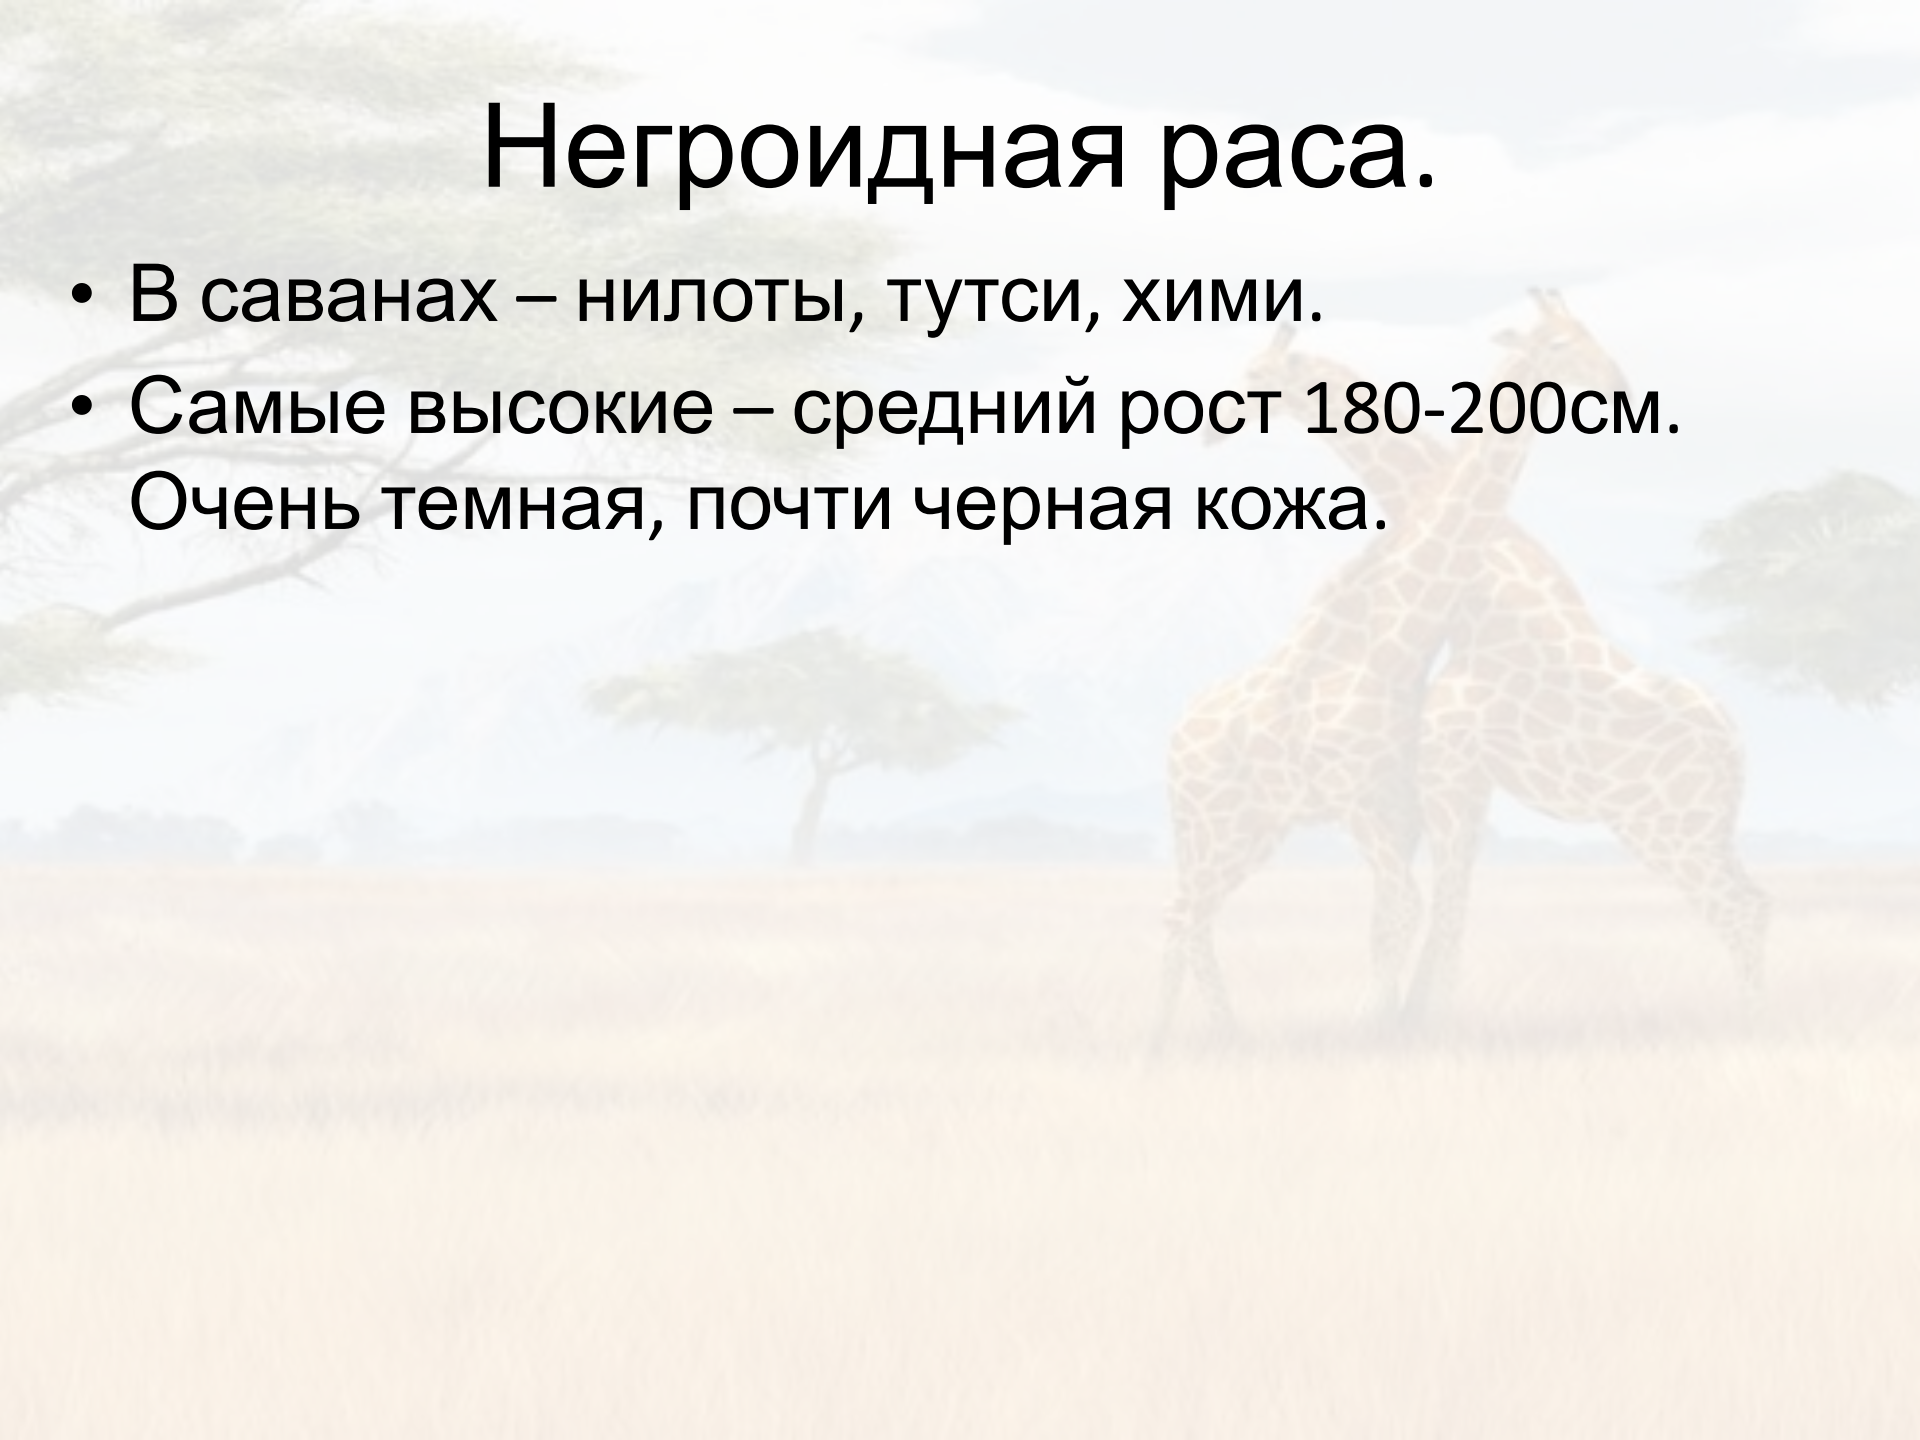 Негроидная раса.
• В саванах – нилоты, тутси, хими.
• Самые высокие – средний рост 180-200см.
Очень темная, почти черная кожа.